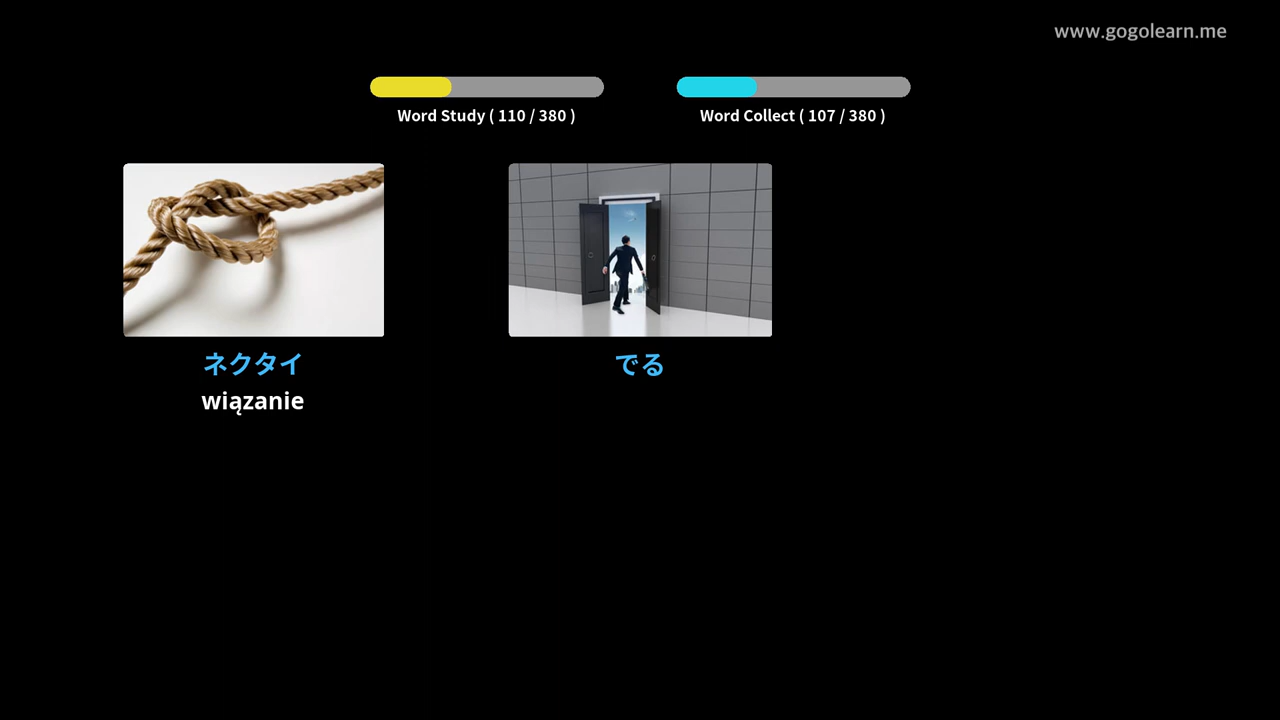 www.gogolearn.me
Word Study ( 110 / 380 )
Word Collect ( 107 / 380 )
ネクタイ
wiązanie
でる